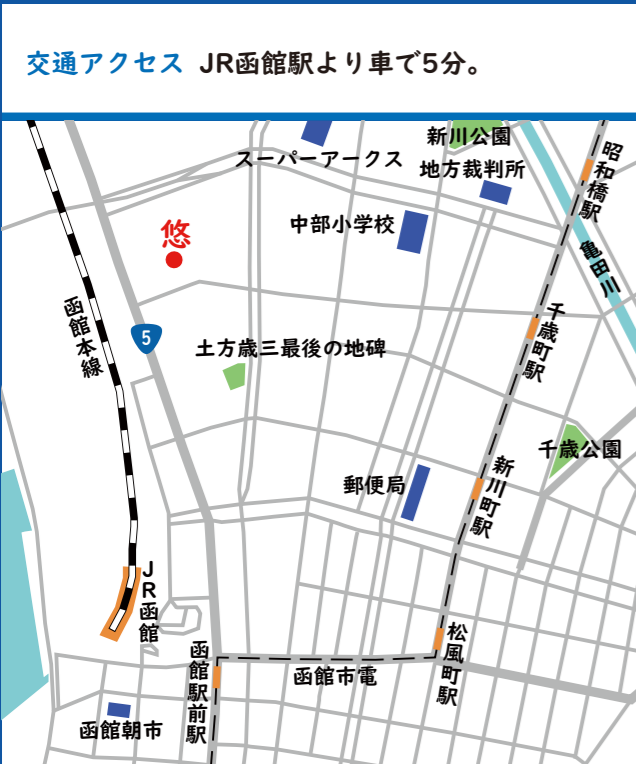 交通アクセス JR函館駅より車で5分。
新川公園
スーパーアークス
地方裁判所
昭和橋駅
中部小学校
悠
亀田川
函館本線
5
千歳町駅
土方歳三最後の地碑
千歳公園
新川町駅
郵便局
JR函館
松風町駅
函館駅前駅
函館市電
函館朝市